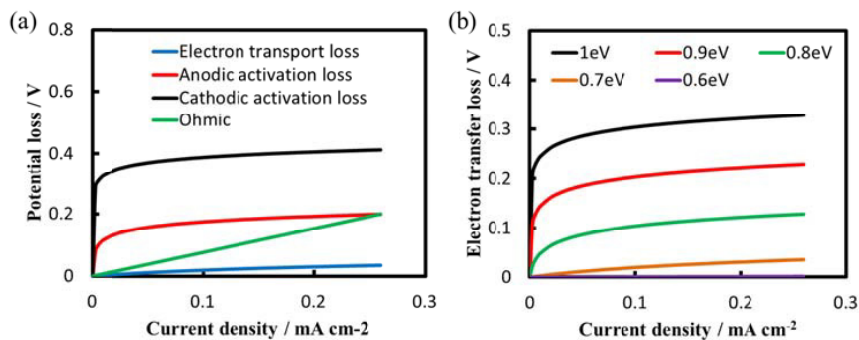 (a)
0.8
0.6
0.4
0.2
0
Potential loss / V
Electron transport loss
Anodic activation loss
Cathodic activation loss
Ohmic
0 0.1 0.2 0.3
Current density / mA cm-2
(b)
0.5
0.4
0.3
0.2
0.1
0
Electron transfer loss / V
1eV 0.9eV 0.8eV
0.7eV 0.6eV
0 0.1 0.2 0.3
Current density / mA cm⁻²